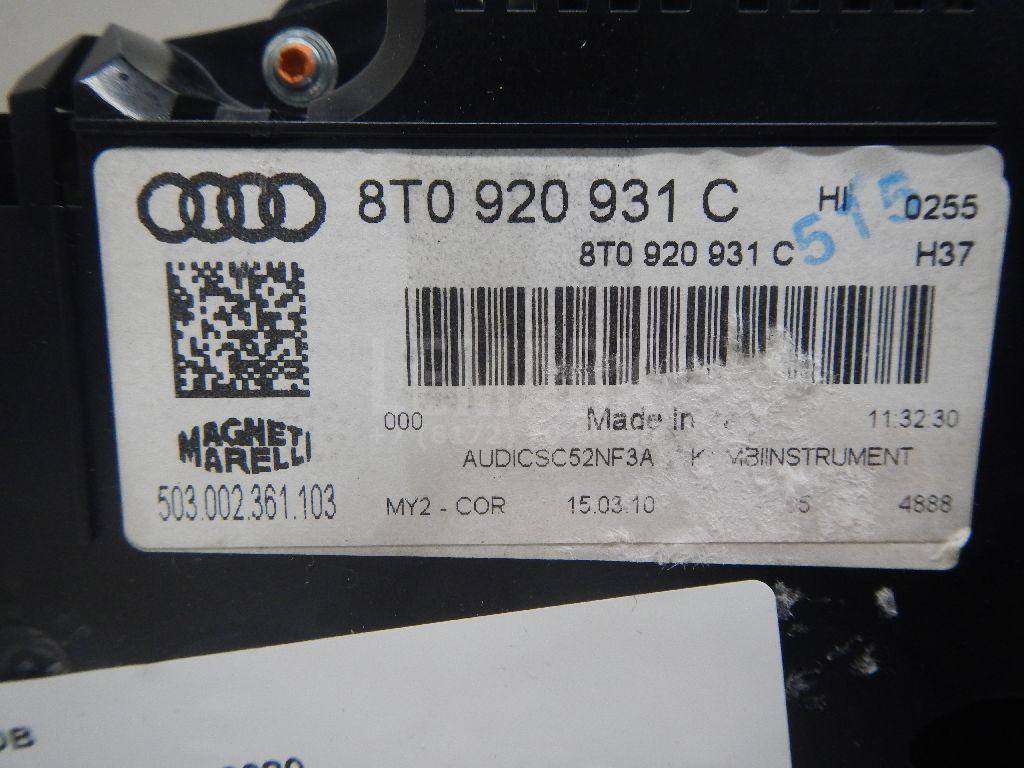 8T0 920 931 C HI 0255
8T0 920 931 C H37
515
MAGNETI
MARELLI
503.002.361.103
000 Made in 11:32:30
AUDICSC52NF3A
MY2 - COR 15.03.10 4888